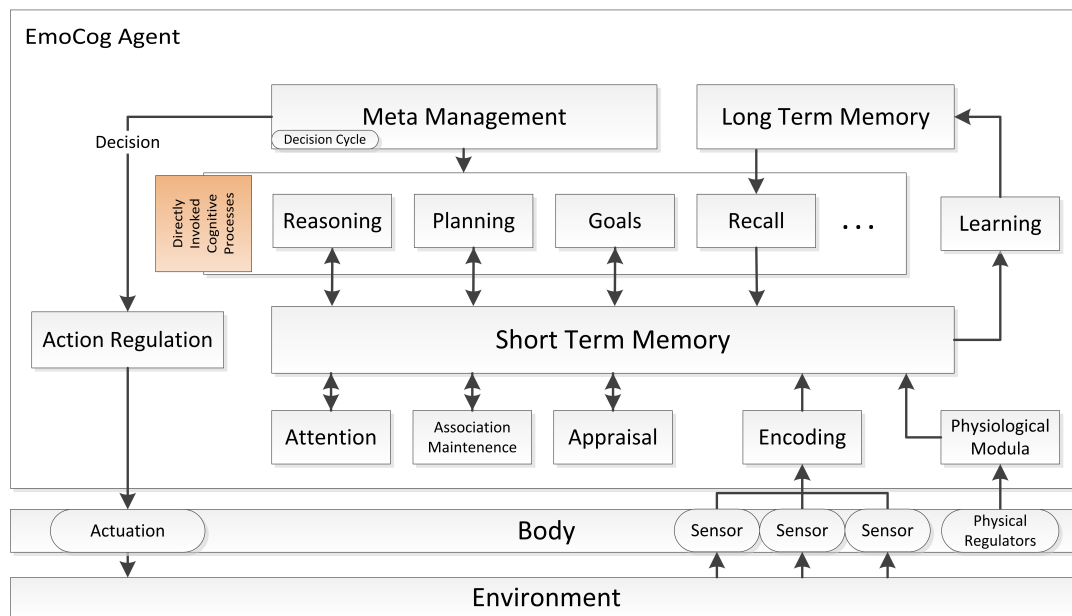 EmoCog Agent
Meta Management
Long Term Memory
Decision Cycle
Decision
Directly
Invoked
Cognitive
Processes
Reasoning
Planning
Goals
Recall
...
Learning
Action Regulation
Short Term Memory
Attention
Association
Maintenence
Appraisal
Encoding
Physiological
Modula
Actuation
Body
Sensor
Sensor
Sensor
Physical
Regulators
Environment